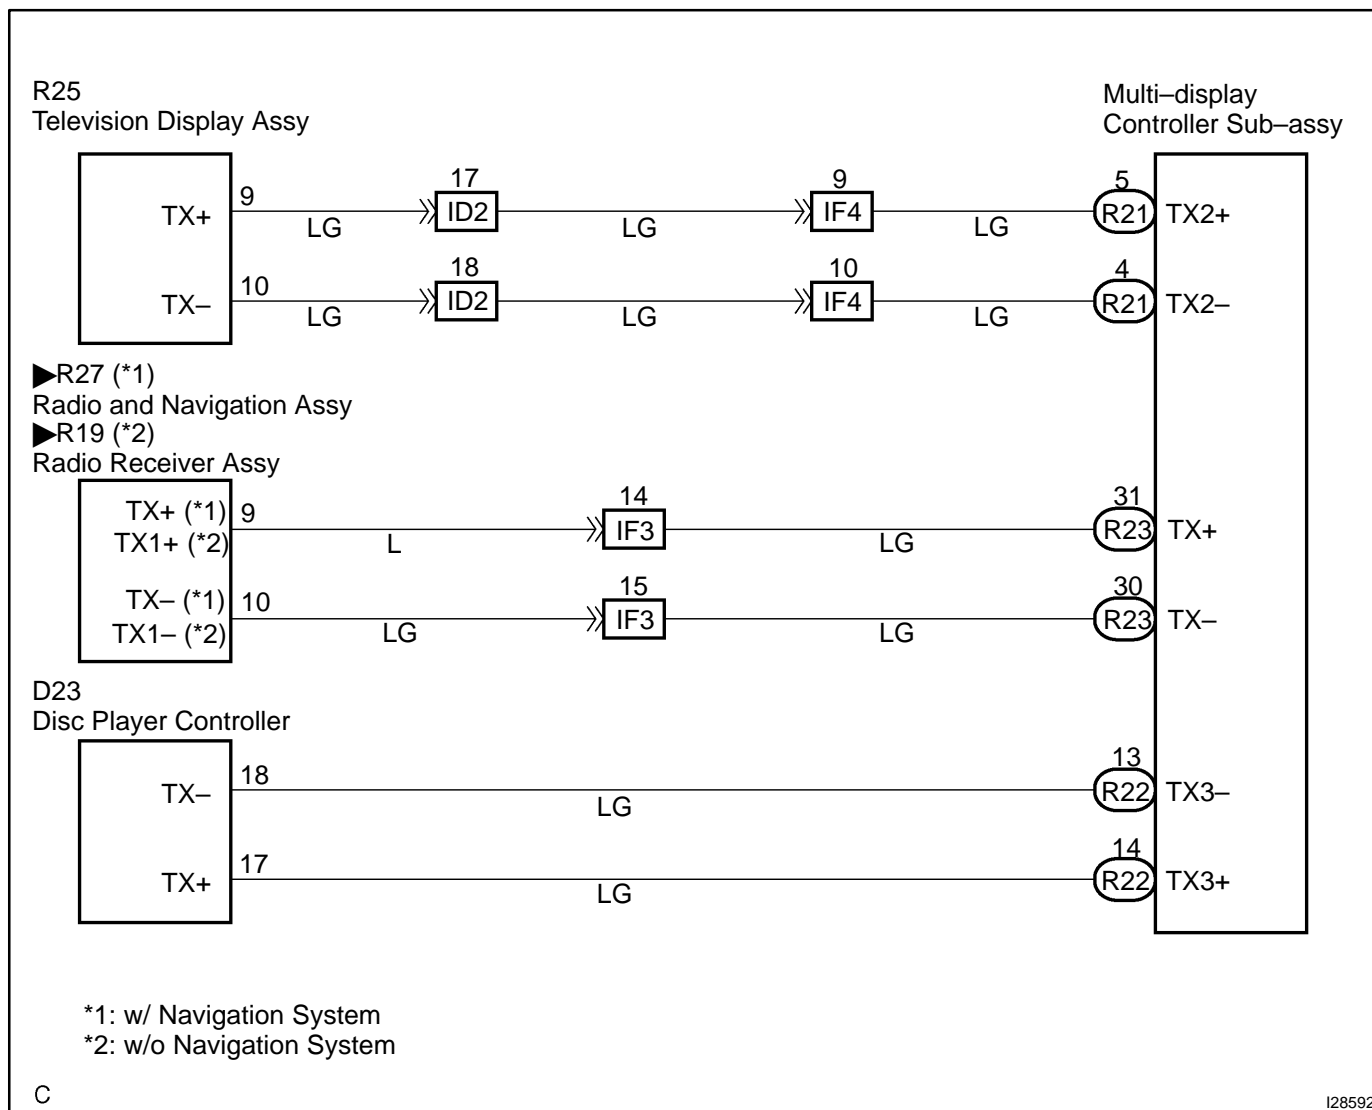 R25
Television Display Assy
Multi–display
Controller Sub–assy
TX+ 9 LG 17 ID2 LG 9 IF4 LG 5 R21 TX2+
TX– 10 LG 18 ID2 LG 10 IF4 LG 4 R21 TX2–
▶R27 (*1)
Radio and Navigation Assy
▶R19 (*2)
Radio Receiver Assy
TX+ (*1) 9 L 14 IF3 LG 31 R23 TX+
TX1+ (*2)
TX– (*1) 10 LG 15 IF3 LG 30 R23 TX–
TX1– (*2)
D23
Disc Player Controller
TX– 18 LG 13 R22 TX3–
TX+ 17 LG 14 R22 TX3+
*1: w/ Navigation System
*2: w/o Navigation System
C
I28592